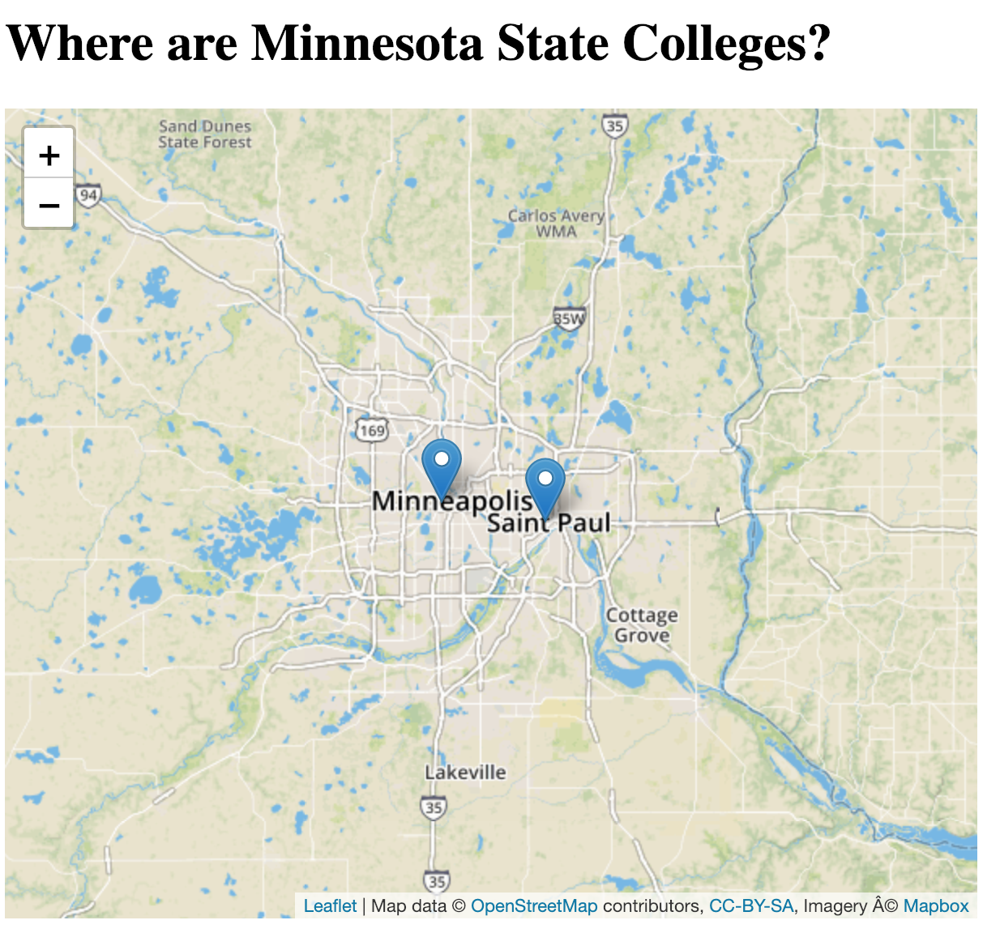 Where are Minnesota State Colleges?
Sand Dunes
State Forest
35
+
94
−
Carlos Avery
WMA
35W
169
Minneapolis
Saint Paul
Cottage
Grove
Lakeville
35
35
Leaflet | Map data © OpenStreetMap contributors, CC-BY-SA, Imagery Â© Mapbox